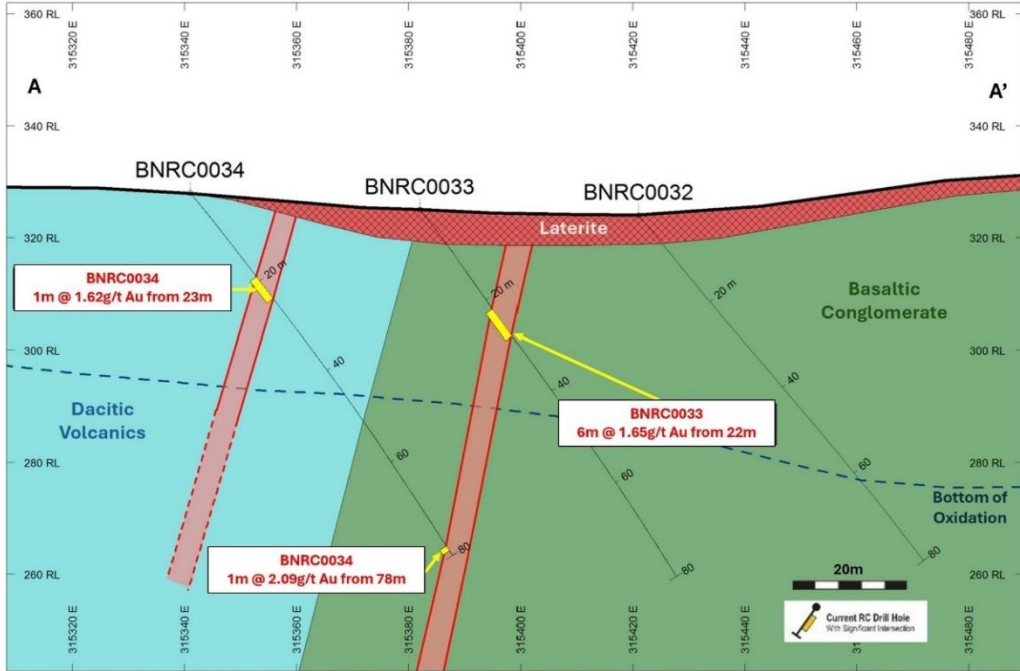 360 RL
315320 E
315340 E
315360 E
315380 E
315400 E
315420 E
315440 E
315460 E
315480 E
360 RL
A
A'
340 RL
340 RL
BNRC0034
BNRC0033
BNRC0032
320 RL
Laterite
320 RL
BNRC0034
1m @ 1.62g/t Au from 23m
20 m
20 m
20 m
Basaltic
Conglomerate
300 RL
300 RL
40
40
40
Dacitic
Volcanics
BNRC0033
6m @ 1.65g/t Au from 22m
280 RL
60
60
60
280 RL
Bottom of
Oxidation
BNRC0034
1m @ 2.09g/t Au from 78m
80
80
80
260 RL
20m
260 RL
Current RC Drill Hole
With Significant Intersection
315320 E
315340 E
315360 E
315380 E
315400 E
315420 E
315440 E
315460 E
315480 E